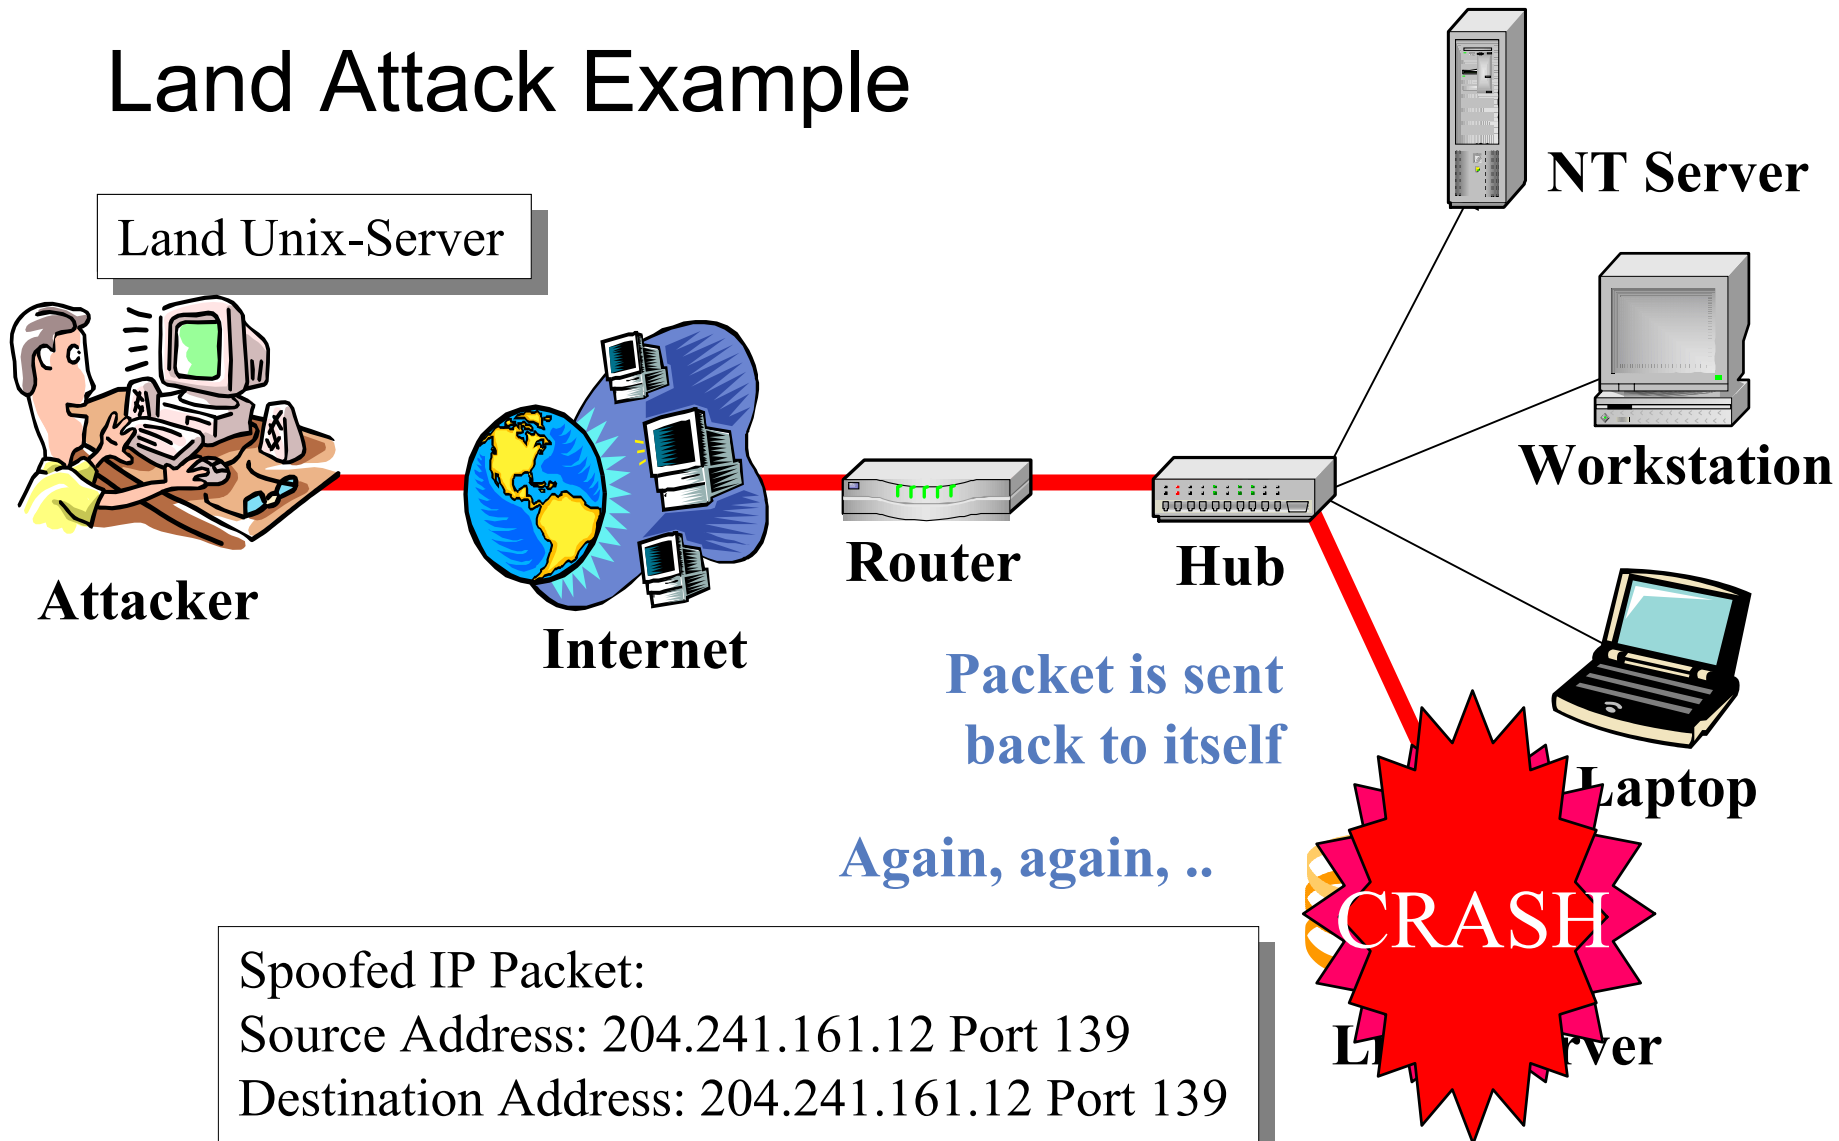 Land Attack Example
NT Server
Land Unix-Server
Workstation
Attacker
Internet
Router
Hub
Packet is sent
back to itself
Laptop
Again, again, ..
CRASH
Spoofed IP Packet:
Source Address: 204.241.161.12 Port 139
Destination Address: 204.241.161.12 Port 139